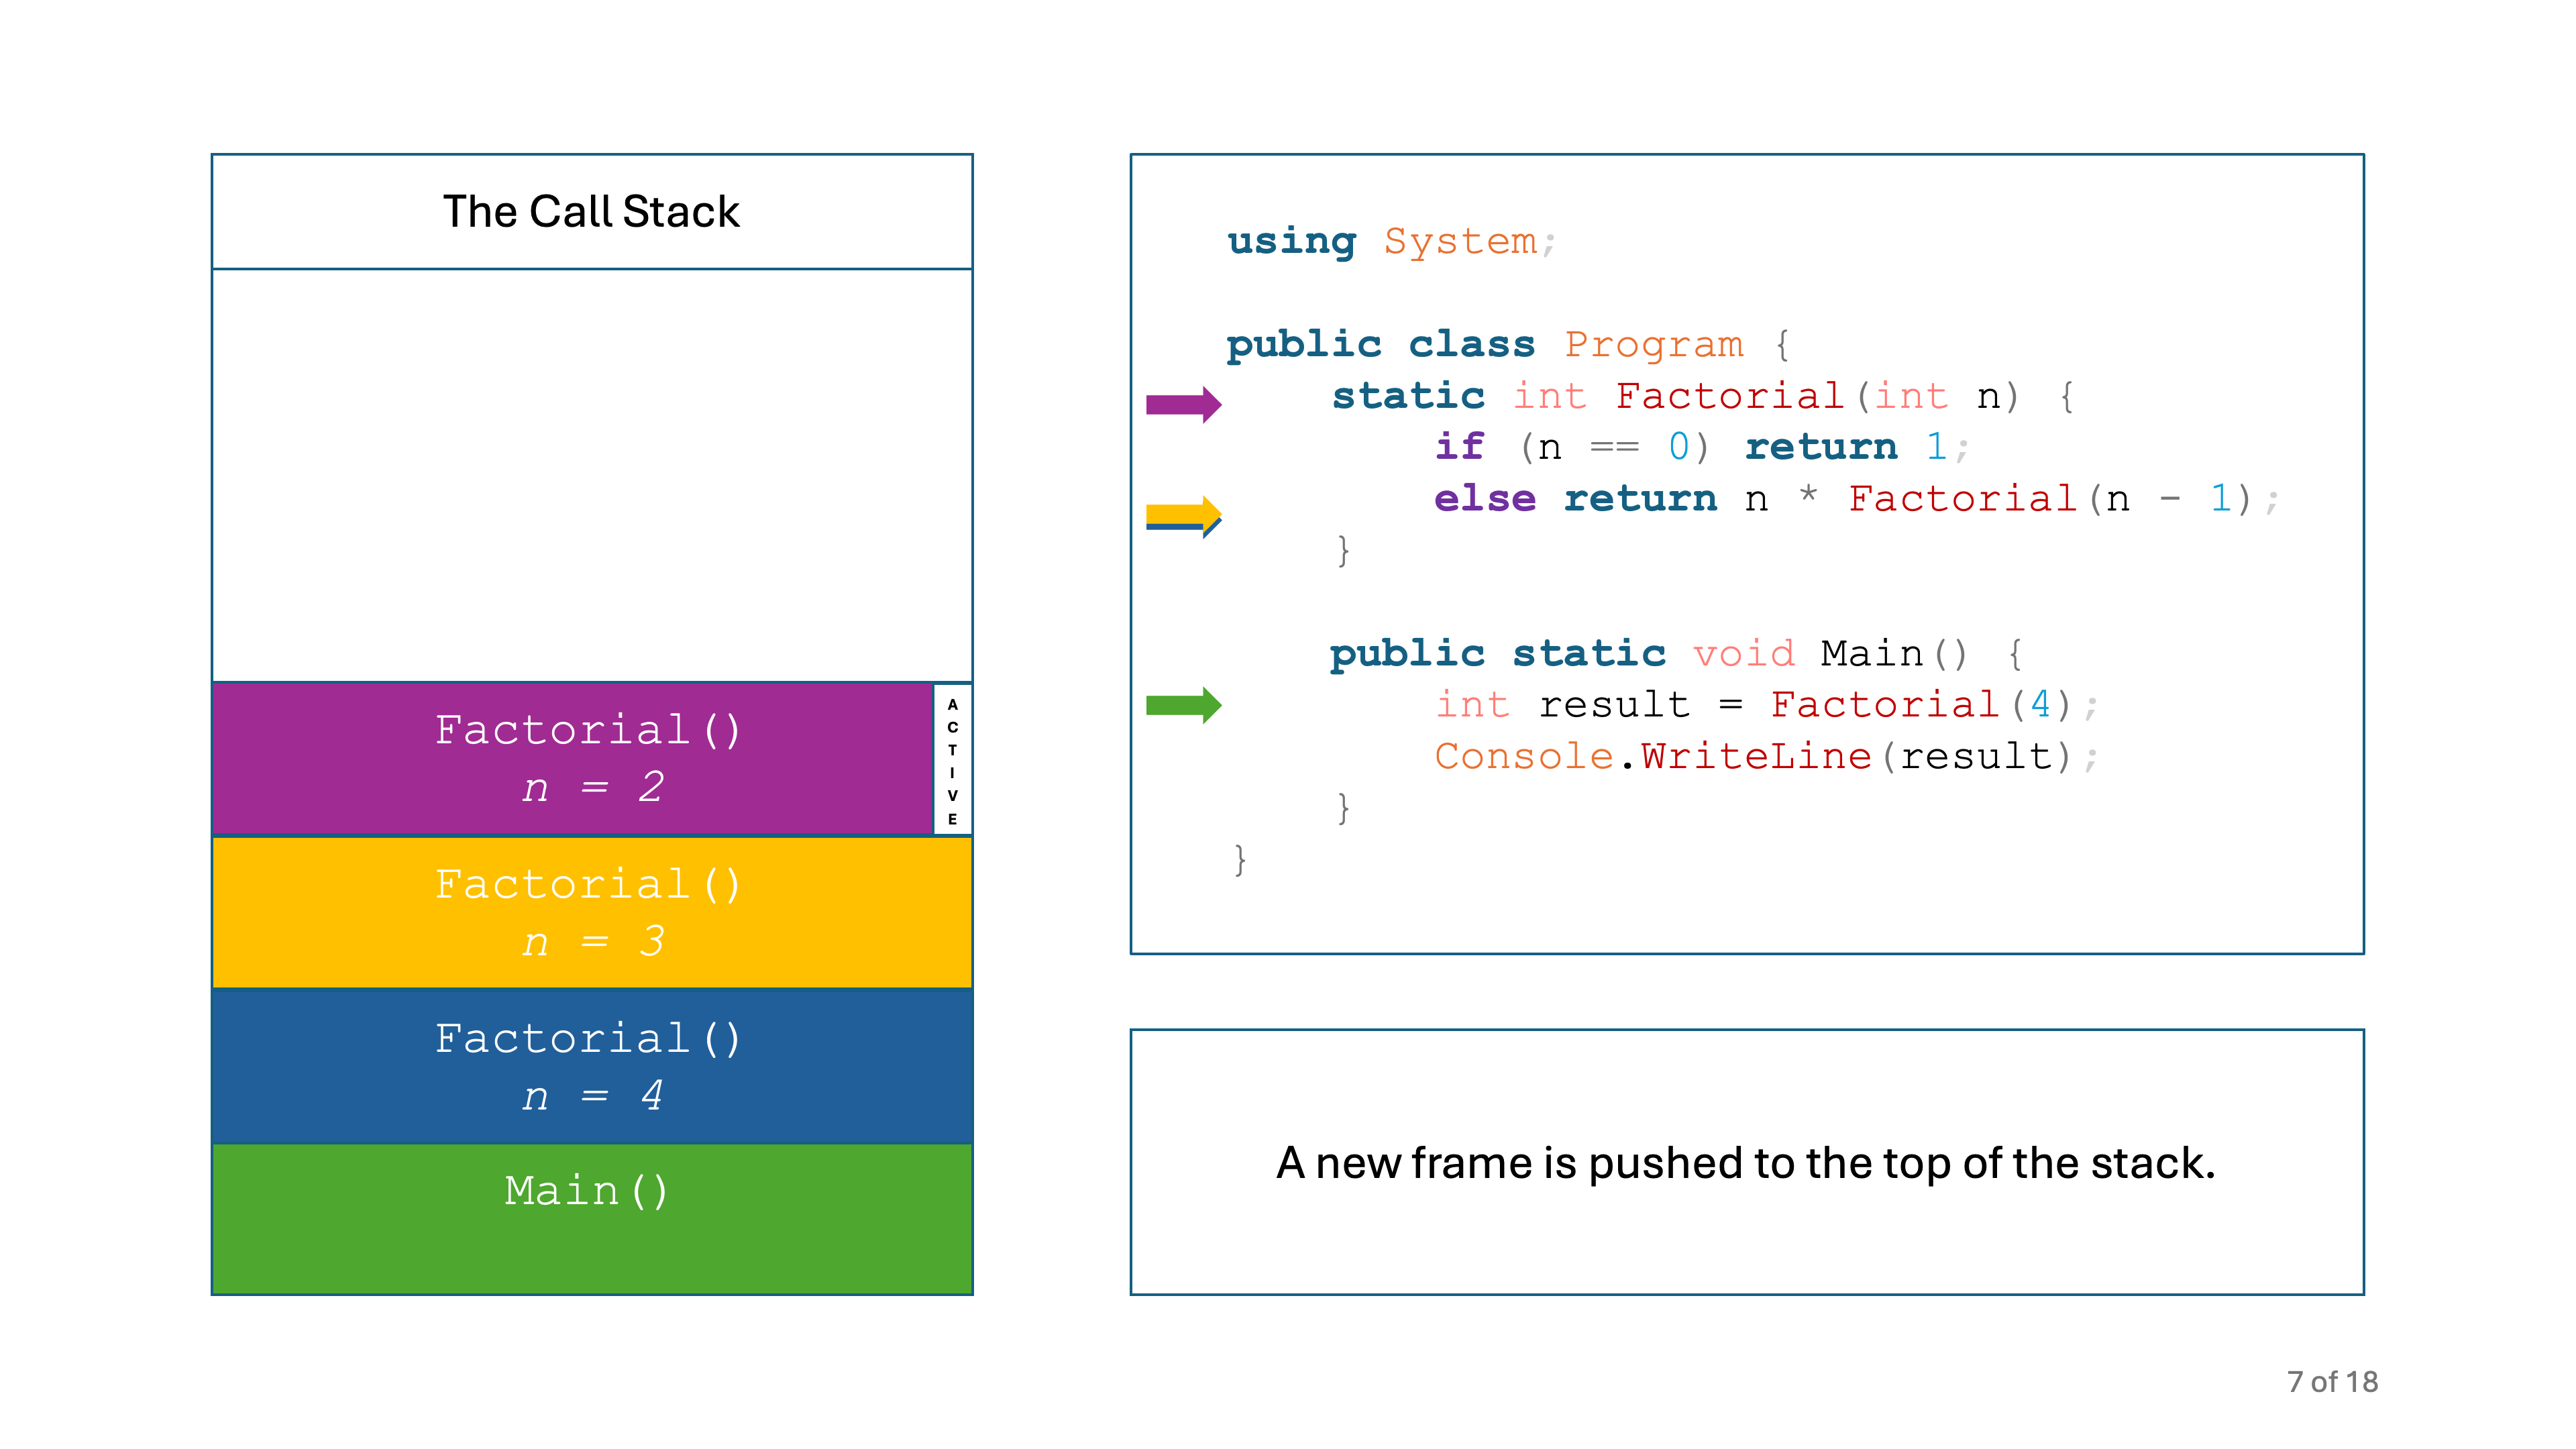 The Call Stack
Factorial()
n = 2
ACTIVE
Factorial()
n = 3
Factorial()
n = 4
Main()
using System;
public class Program {
static int Factorial(int n) {
if (n == 0) return 1;
else return n * Factorial(n - 1);
}
public static void Main() {
int result = Factorial(4);
Console.WriteLine(result);
}
}
A new frame is pushed to the top of the stack.
7 of 18